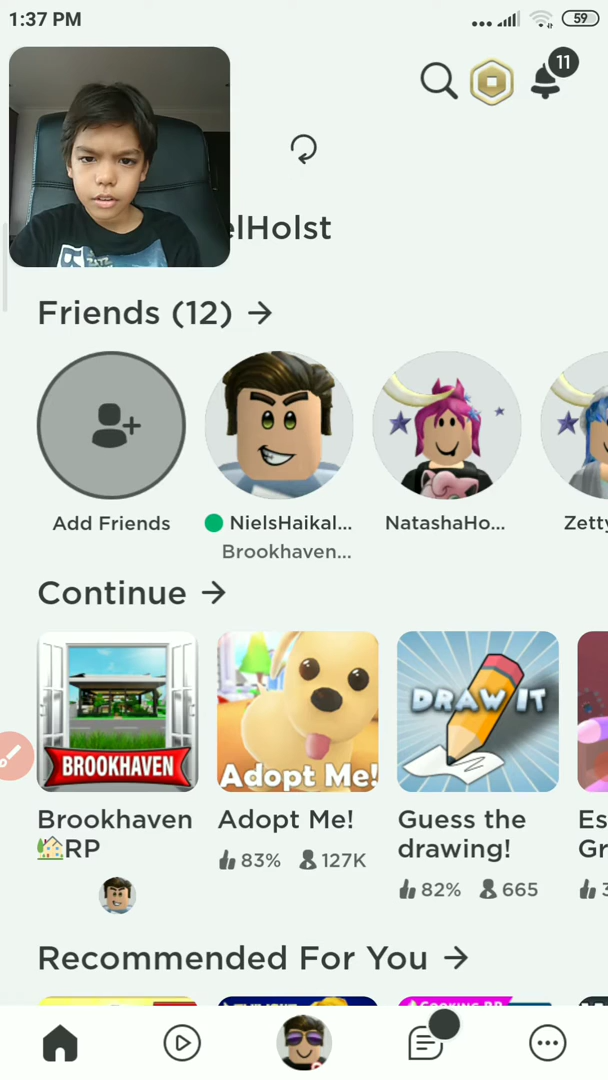 1:37 PM
59
11
elHolst
Friends (12) →
Add Friends
NielsHaikal...
NatashaHo...
Zetty
Brookhaven...
Continue →
DRAW IT
BROOKHAVEN
Adopt Me!
Brookhaven
🏡RP
Adopt Me!
83% 127K
Guess the
drawing!
82% 665
Es
Gr
3
Recommended For You →